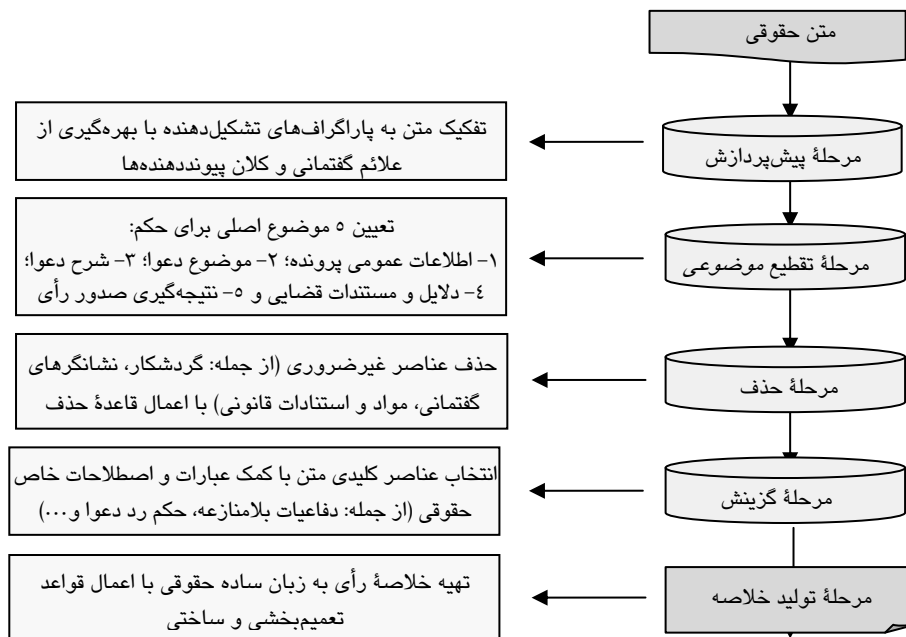 متن حقوقی
مرحلهٔ پیش‌پردازش
تفکیک متن به پاراگراف‌های تشکیل‌دهنده با بهره‌گیری از
علائم گفتمانی و کلان پیونددهنده‌ها
مرحلهٔ تقطیع موضوعی
تعیین ۵ موضوع اصلی برای حکم:
۱- اطلاعات عمومی پرونده؛ ۲- موضوع دعوا؛ ۳- شرح دعوا؛
۴- دلایل و مستندات قضایی و ۵- نتیجه‌گیری صدور رأی
مرحلهٔ حذف
حذف عناصر غیرضروری (از جمله: گردشکار، نشانگرهای
گفتمانی، مواد و استنادات قانونی) با اعمال قاعدهٔ حذف
مرحلهٔ گزینش
انتخاب عناصر کلیدی متن با کمک عبارات و اصطلاحات خاص
حقوقی (از جمله: دفاعیات بلامنازعه، حکم رد دعوا و...)
مرحلهٔ تولید خلاصه
تهیه خلاصهٔ رأی به زبان ساده حقوقی با اعمال قواعد
تعمیم‌بخشی و ساختی